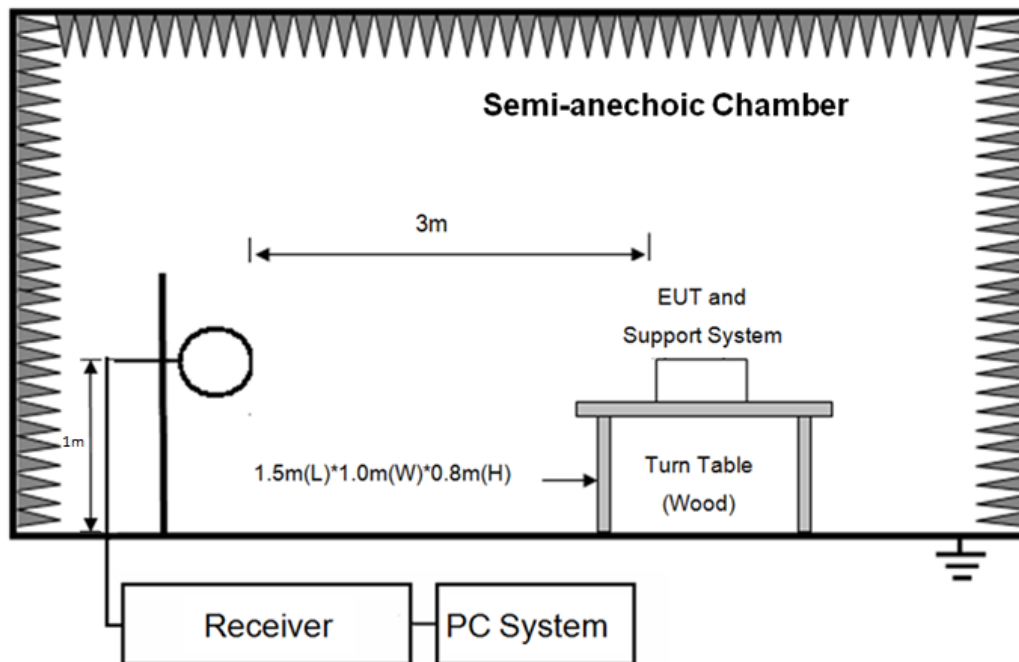 Semi-anechoic Chamber
3m
EUT and
Support System
1m
1.5m(L)*1.0m(W)*0.8m(H)
Turn Table
(Wood)
Receiver
PC System